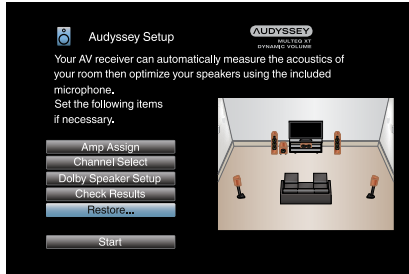 Audyssey Setup
AUDYSSEY
MULTEQ XT
DYNAMIC VOLUME
Your AV receiver can automatically measure the acoustics of
your room then optimize your speakers using the included
microphone.
Set the following items
if necessary.
Amp Assign
Channel Select
Dolby Speaker Setup
Check Results
Restore...
Start